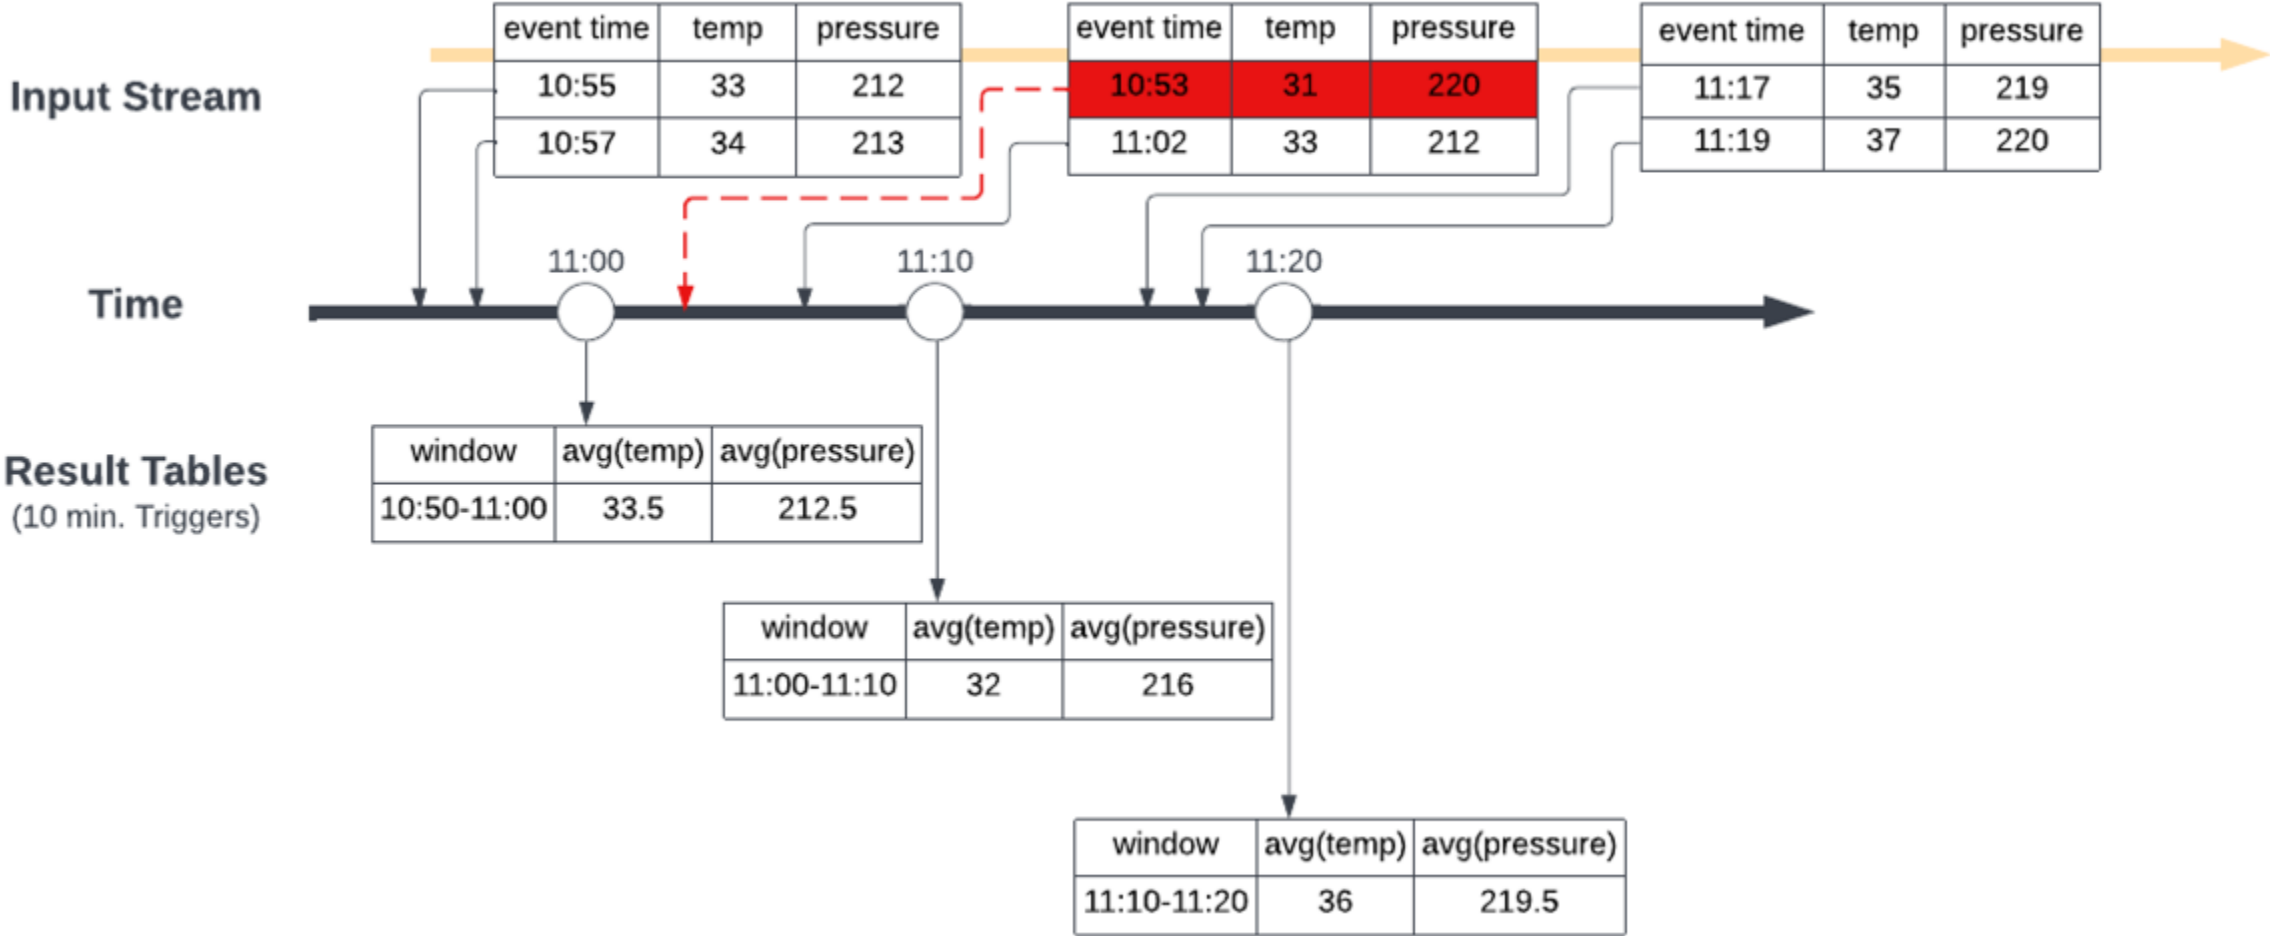 event time temp pressure
10:55 33 212
10:57 34 213
event time temp pressure
10:53 31 220
11:02 33 212
event time temp pressure
11:17 35 219
11:19 37 220
Input Stream
11:00 11:10 11:20
Time
Result Tables
(10 min. Triggers)
window avg(temp) avg(pressure)
10:50-11:00 33.5 212.5
window avg(temp) avg(pressure)
11:00-11:10 32 216
window avg(temp) avg(pressure)
11:10-11:20 36 219.5